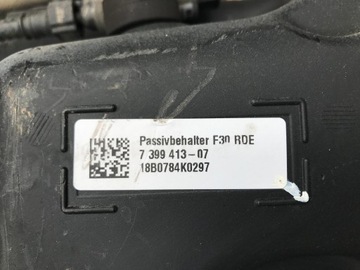 Passivbehalter F30 RDE
7 399 413-07
18B0784K0297